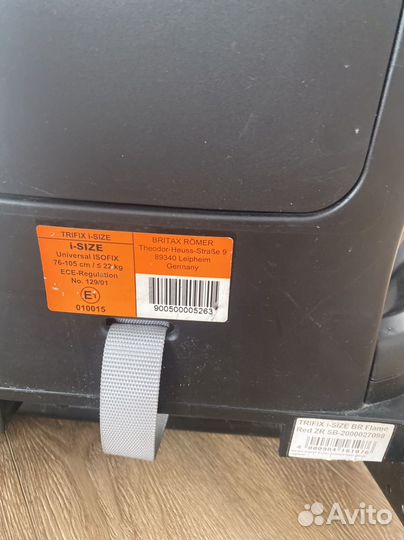 TRIFIX i-SIZE
i-SIZE
Universal ISOFIX
76-105 cm / ≤ 22 kg
ECE-Regulation
No. 129/01
E1
010015
BRITAX RÖMER
Theodor-Heuss-Straße 9
89340 Leipheim
Germany
900500005263
TRIFIX i-SIZE BR Flame
Red ZR SB-2000027098
Avito